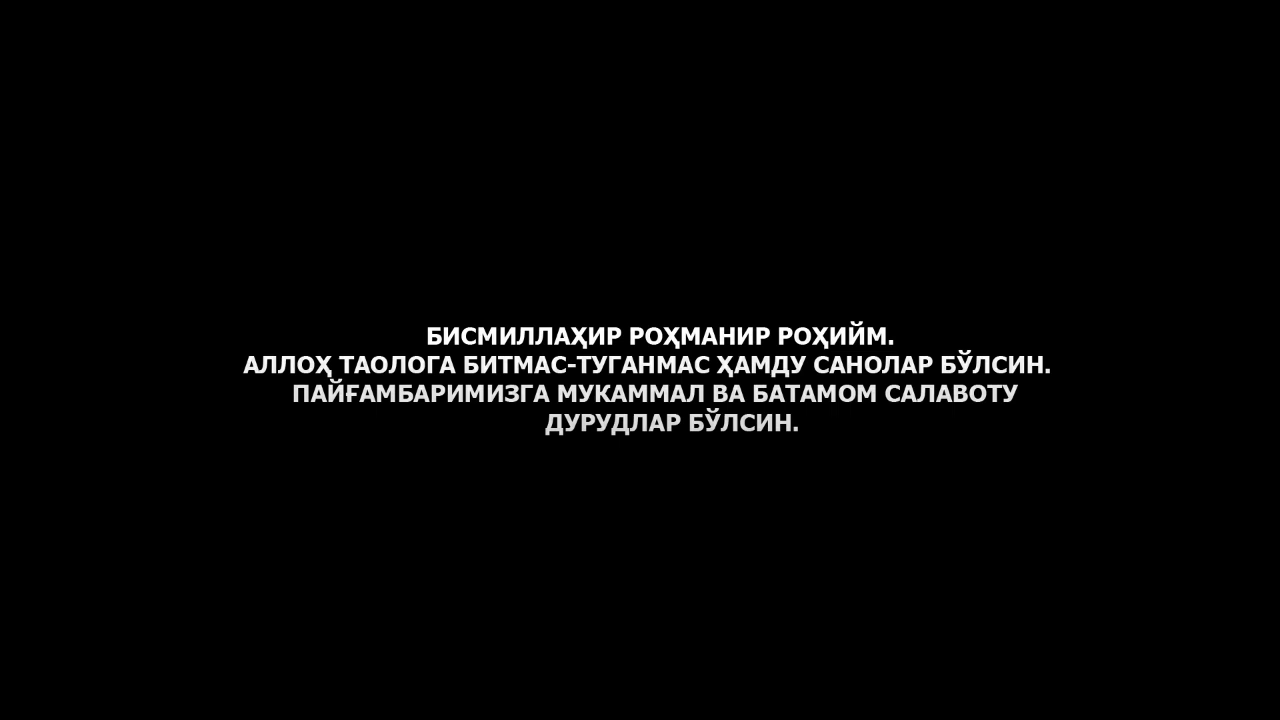 БИСМИЛЛАҲИР РОҲМАНИР РОҲИЙМ.
АЛЛОҲ ТАОЛОГА БИТМАС-ТУГАНМАС ҲАМДУ САНОЛАР БЎЛСИН.
ПАЙҒАМБАРИМИЗГА МУКАММАЛ ВА БАТАМОМ САЛАВОТУ
ДУРУДЛАР БЎЛСИН.